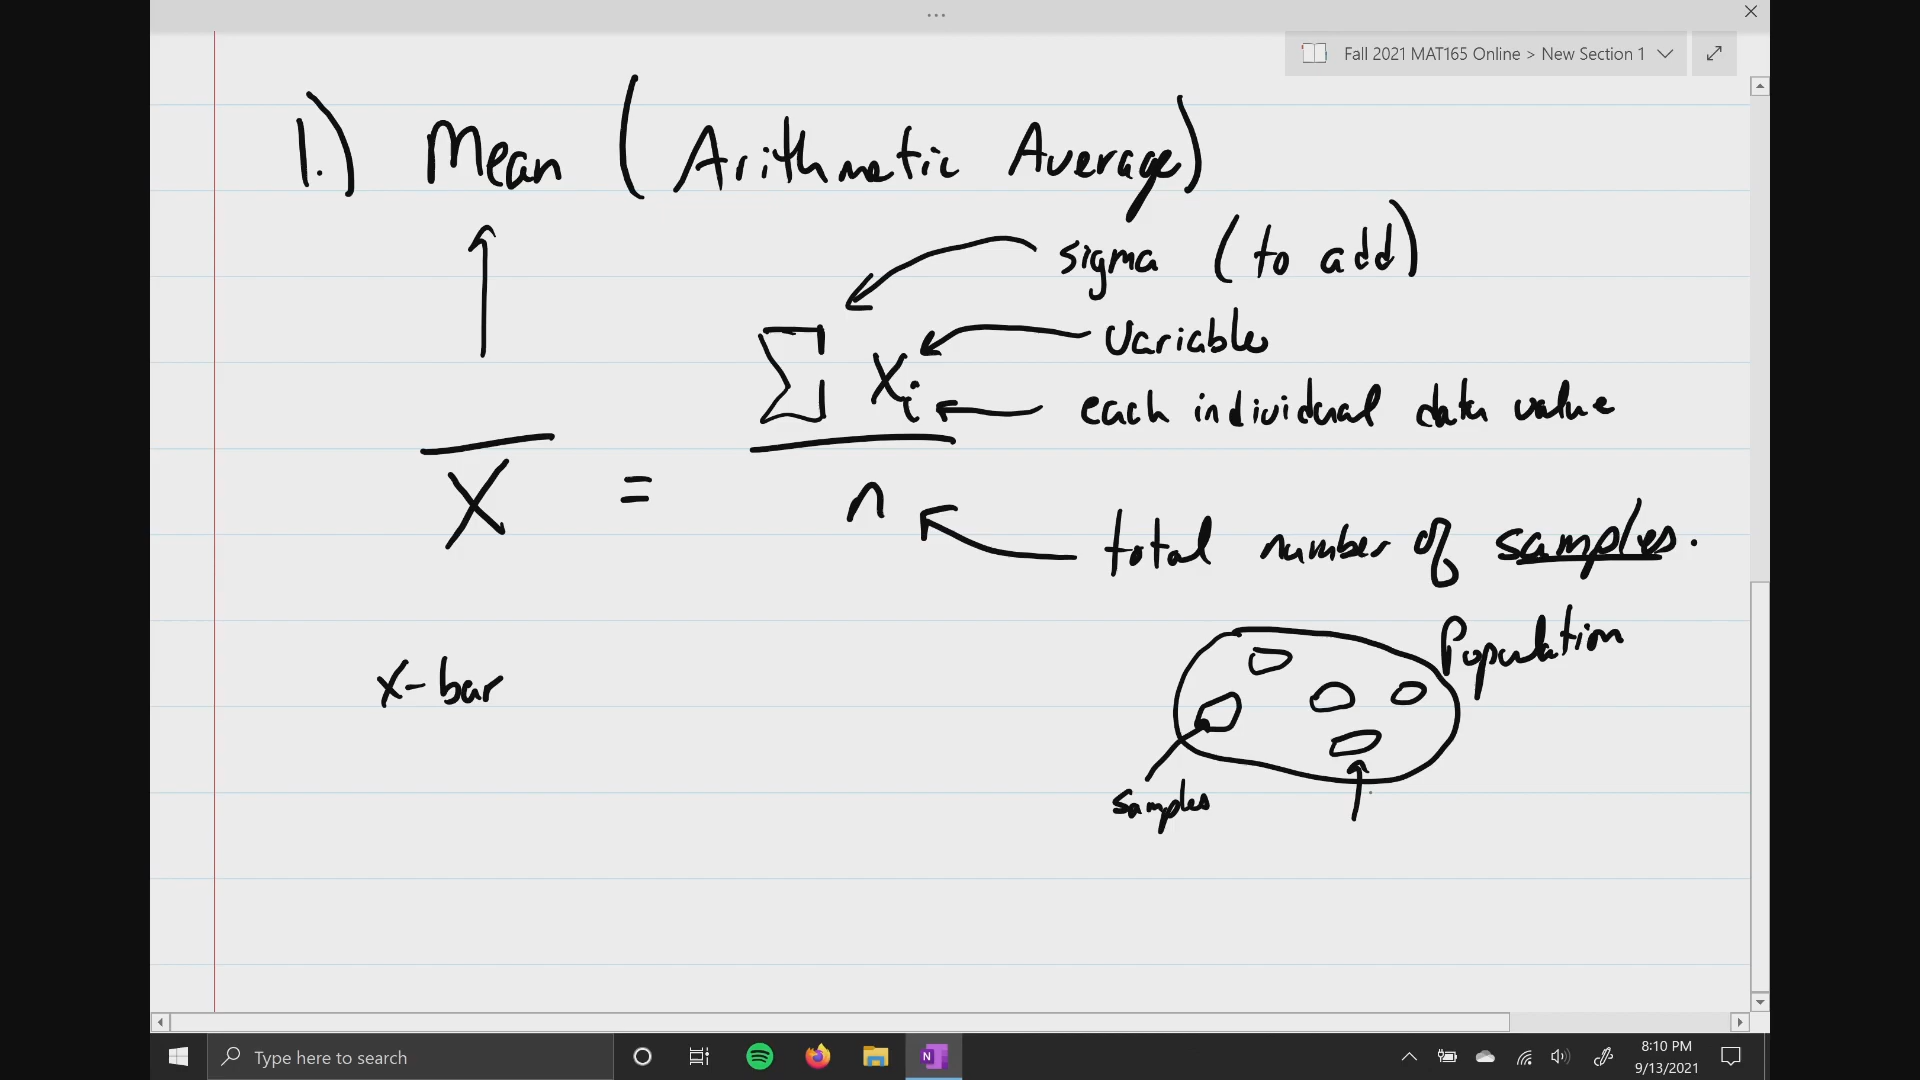 Fall 2021 MAT165 Online > New Section 1
1.) Mean (Arithmetic Average)
sigma (to add)
variable
∑ xi
each individual data value
x̄ = n
total number of samples.
Population
x-bar
samples
Type here to search
8:10 PM
9/13/2021